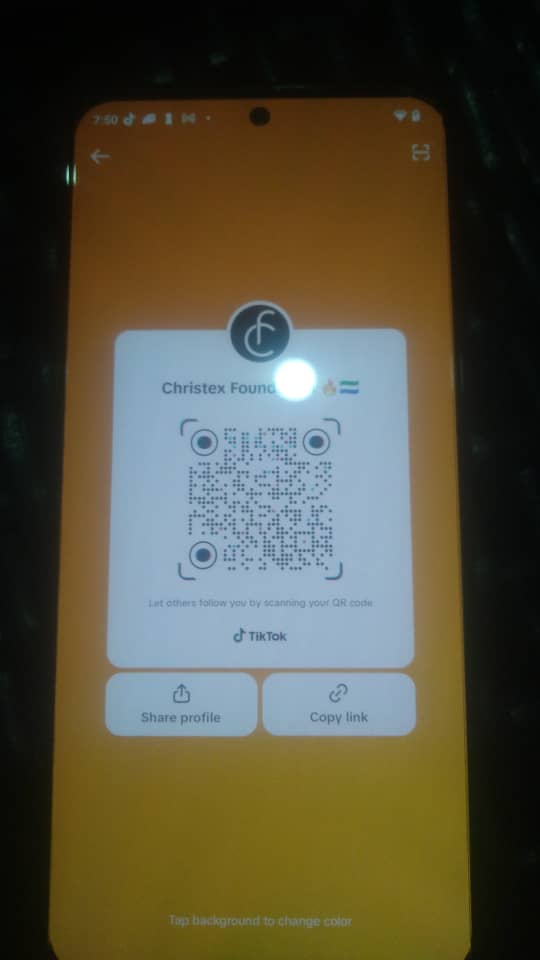 7:50
Christex
Let others follow you by scanning your QR code
TikTok
Share profile
Copy link
Tap background to change color